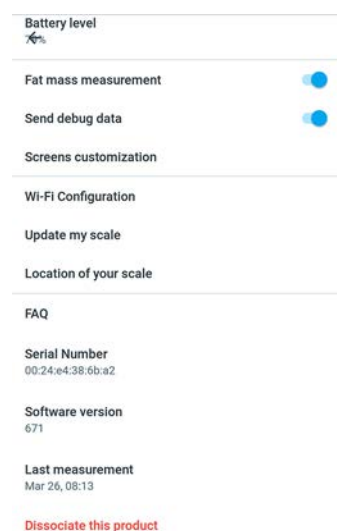 Battery level
Fat mass measurement
Send debug data
Screens customization
Wi-Fi Configuration
Update my scale
Location of your scale
FAQ
Serial Number
00:24:e4:38:6b:a2
Software version
671
Last measurement
Mar 26, 08:13
Dissociate this product